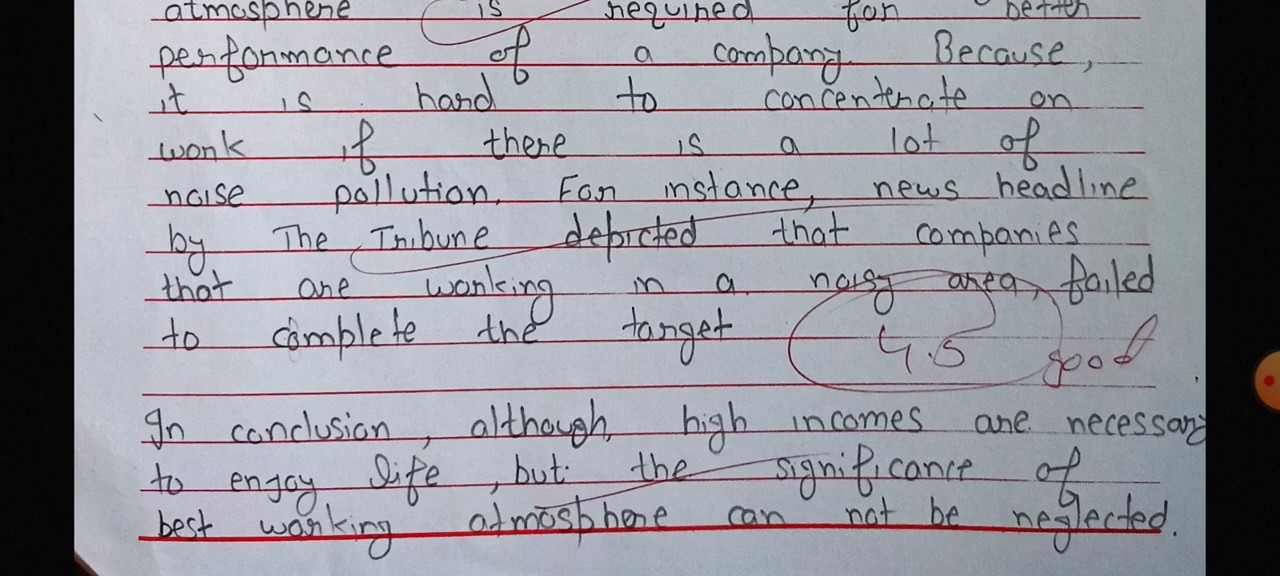 atmosphere is required for better
performance of a company. Because,
it is hard to concenterate on
work if there is a lot of
noise pollution. For instance, news headline
by The Tribune depicted that companies
that are working in a noisy area, failed
to complete the target
4.5 good
In conclusion, although, high incomes are necessary
to engoy life, but the significance of
best working atmosphere can not be neglected.